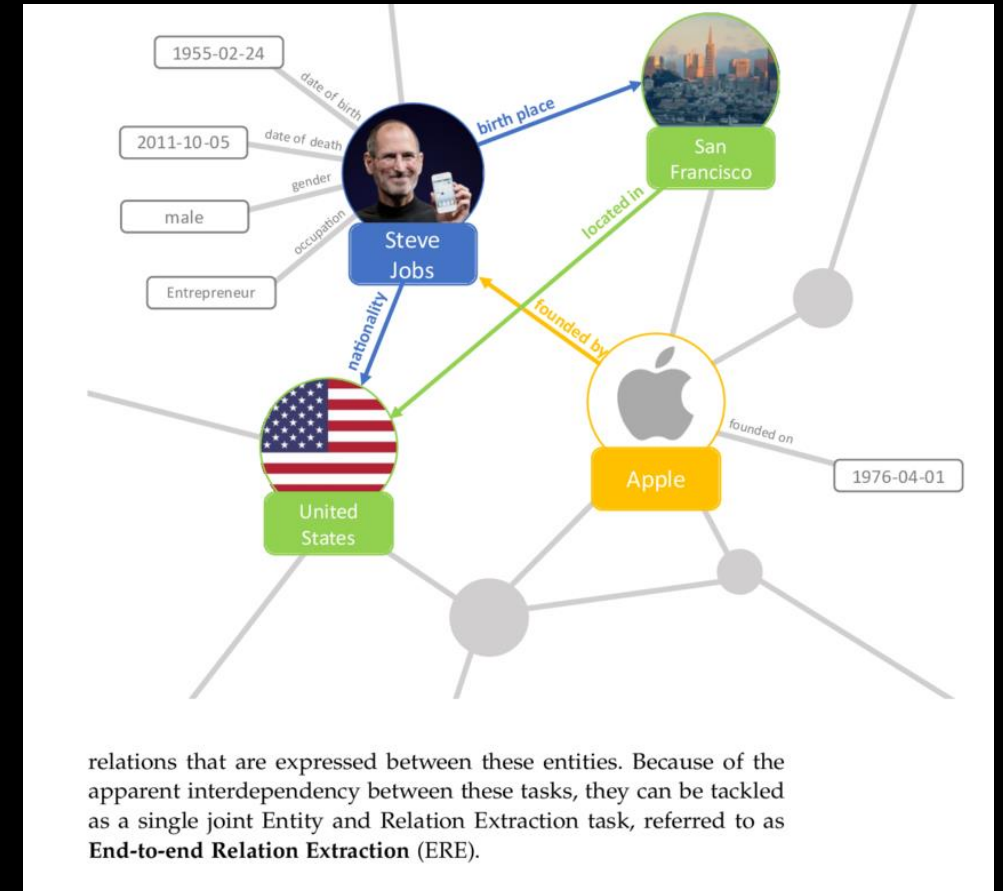 1955-02-24
date of birth
birth place
2011-10-05
date of death
San
Francisco
gender
male
occupation
located in
Steve
Jobs
Entrepreneur
nationality
founded by
founded on
Apple
1976-04-01
United
States
relations that are expressed between these entities. Because of the
apparent interdependency between these tasks, they can be tackled
as a single joint Entity and Relation Extraction task, referred to as
End-to-end Relation Extraction (ERE).